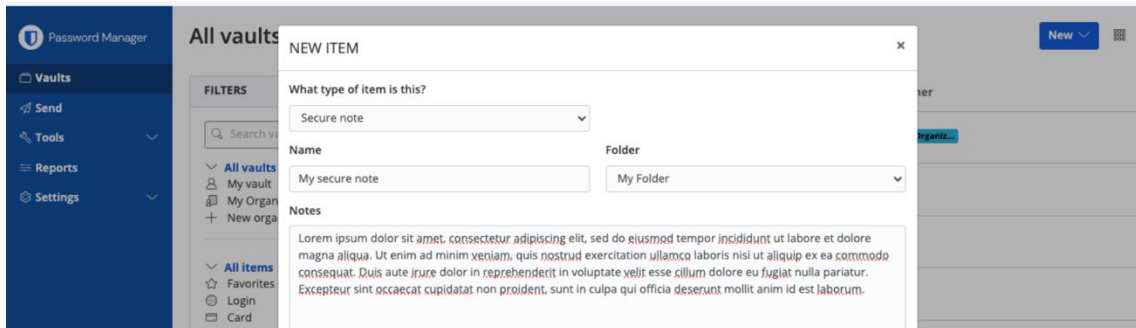 Password Manager
Vaults
Send
Tools
Reports
Settings
All vaults
FILTERS
Search
All vaults
My vault
My
New
All items
Favorites
Login
Card
New
NEW ITEM
×
What type of item is this?
Secure note
Name
Folder
My secure note
My Folder
Notes
Lorem ipsum dolor sit amet, consectetur adipiscing elit, sed do eiusmod tempor incididunt ut labore et dolore
magna aliqua. Ut enim ad minim veniam, quis nostrud exercitation ullamco laboris nisi ut aliquip ex ea commodo
consequat. Duis aute irure dolor in reprehenderit in voluptate velit esse cillum dolore eu fugiat nulla pariatur.
Excepteur sint occaecat cupidatat non proident, sunt in culpa qui officia deserunt mollit anim id est laborum.